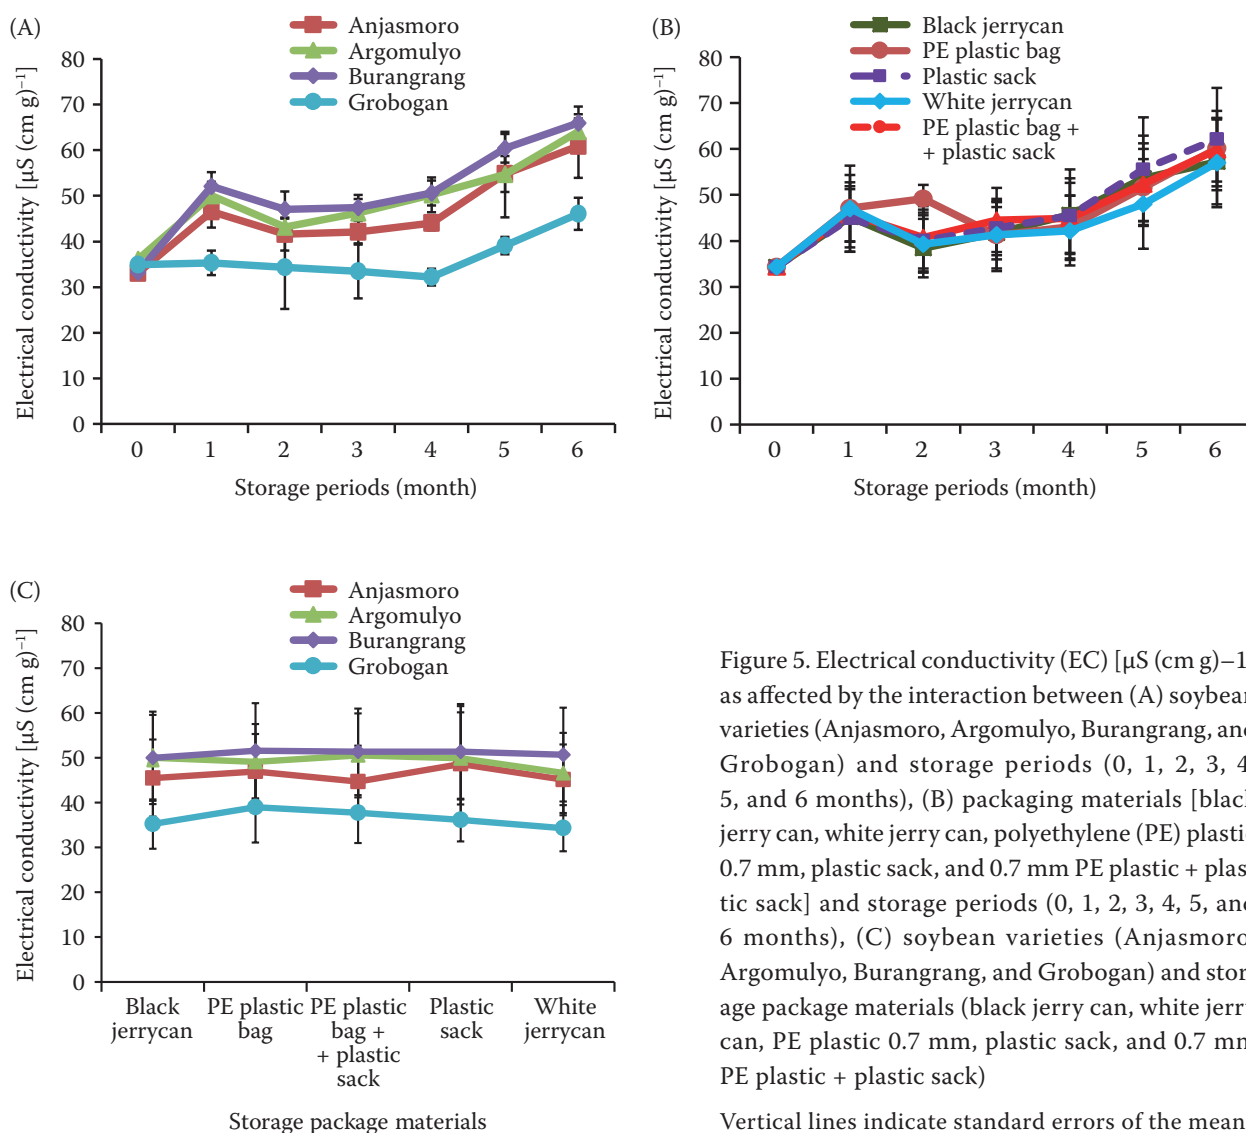 (A)
Anjasmoro
Argomulyo
Burangrang
Grobogan
Electrical conductivity [µS (cm g)⁻¹]
80
70
60
50
40
30
20
10
0
0 1 2 3 4 5 6
Storage periods (month)
(B)
Black jerrycan
PE plastic bag
Plastic sack
White jerrycan
PE plastic bag +
+ plastic sack
Electrical conductivity [µS (cm g)⁻¹]
80
70
60
50
40
30
20
10
0
0 1 2 3 4 5 6
Storage periods (month)
(C)
Anjasmoro
Argomulyo
Burangrang
Grobogan
Electrical conductivity [µS (cm g)⁻¹]
80
70
60
50
40
30
20
10
0
Black
jerrycan
PE plastic
bag
PE plastic
bag +
+ plastic
sack
Plastic
sack
White
jerrycan
Storage package materials
Figure 5. Electrical conductivity (EC) [µS (cm g)–1
as affected by the interaction between (A) soybean
varieties (Anjasmoro, Argomulyo, Burangrang, and
Grobogan) and storage periods (0, 1, 2, 3, 4
5, and 6 months), (B) packaging materials [black
jerry can, white jerry can, polyethylene (PE) plastic
0.7 mm, plastic sack, and 0.7 mm PE plastic + plas
tic sack] and storage periods (0, 1, 2, 3, 4, 5, and
6 months), (C) soybean varieties (Anjasmoro
Argomulyo, Burangrang, and Grobogan) and stor
age package materials (black jerry can, white jerry
can, PE plastic 0.7 mm, plastic sack, and 0.7 mm
PE plastic + plastic sack)
Vertical lines indicate standard errors of the mean